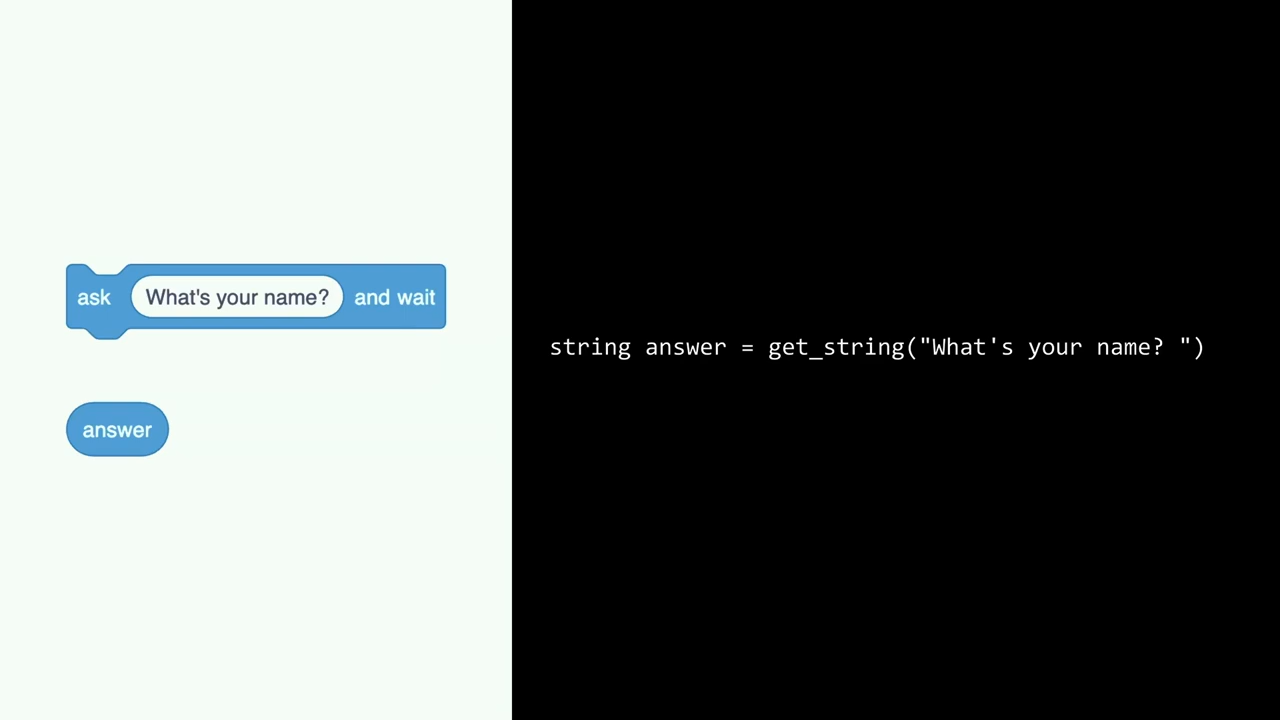 ask What's your name? and wait
answer
string answer = get_string("What's your name? ")